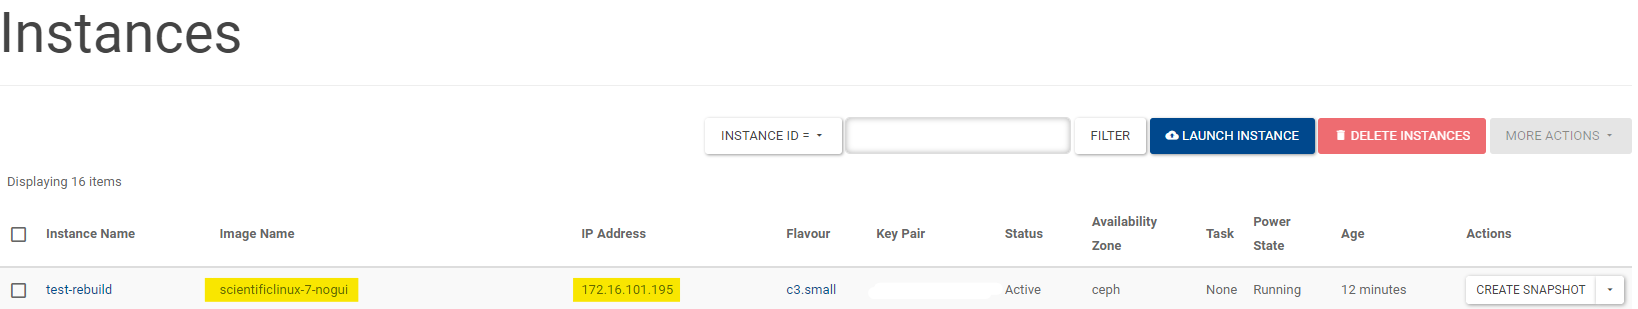 Instances
INSTANCE ID = FILTER LAUNCH INSTANCE DELETE INSTANCES MORE ACTIONS
Displaying 16 items
Instance Name Image Name IP Address Flavour Key Pair Status Availability Zone Task Power State Age Actions
test-rebuild scientificlinux-7-nogui 172.16.101.195 c3.small Active ceph None Running 12 minutes CREATE SNAPSHOT